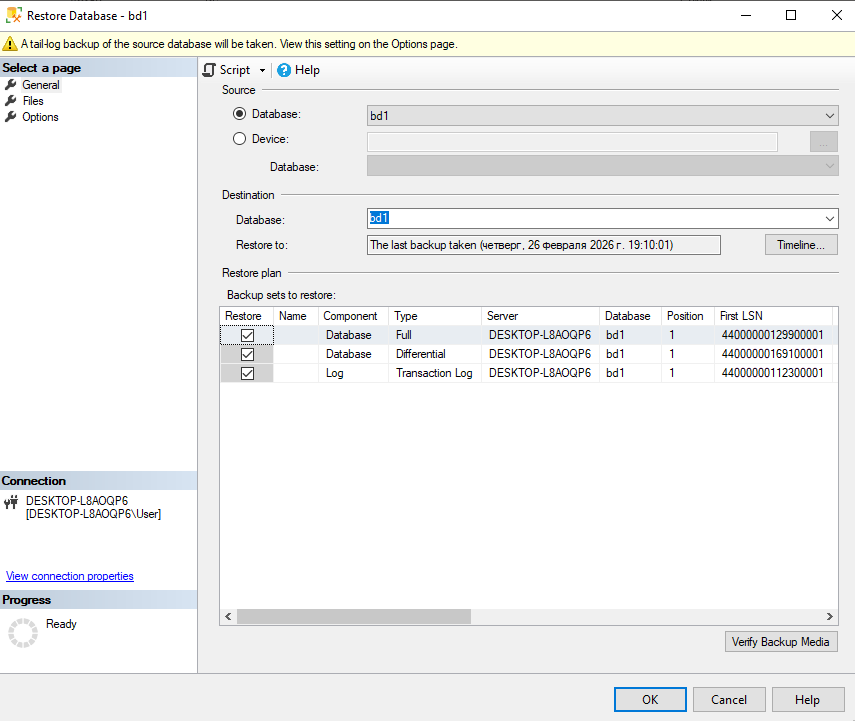 Restore Database - bd1
A tail-log backup of the source database will be taken. View this setting on the Options page.
Select a page
General
Files
Options
Script
Help
Source
Database:
bd1
Device:
...
Database:
Destination
Database:
bd1
Restore to:
The last backup taken (четверг, 26 февраля 2026 г. 19:10:01)
Timeline...
Restore plan
Backup sets to restore:
Restore Name Component Type Server Database Position First LSN
Database Full DESKTOP-L8AOQP6 bd1 1 44000000129900001
Database Differential DESKTOP-L8AOQP6 bd1 1 44000000169100001
Log Transaction Log DESKTOP-L8AOQP6 bd1 1 44000000112300001
Connection
DESKTOP-L8AOQP6
[DESKTOP-L8AOQP6\User]
View connection properties
Progress
Ready
Verify Backup Media
OK
Cancel
Help